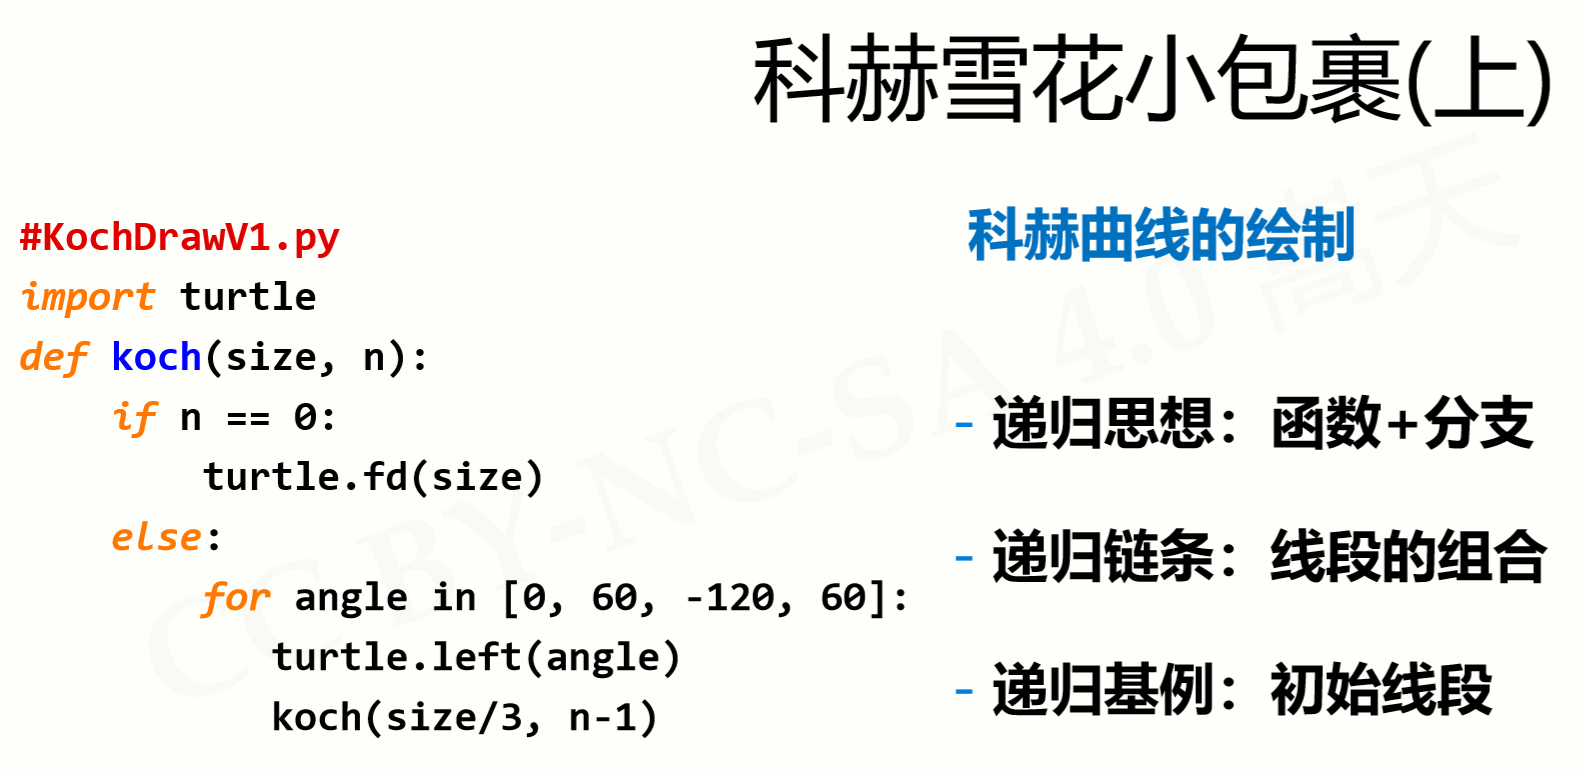 科赫雪花小包裹(上)
#KochDrawV1.py
import turtle
def koch(size, n):
    if n == 0:
        turtle.fd(size)
    else:
        for angle in [0, 60, -120, 60]:
           turtle.left(angle)
           koch(size/3, n-1)
科赫曲线的绘制
- 递归思想：函数+分支
- 递归链条：线段的组合
- 递归基例：初始线段
CC BY-NC-SA 4.0 嵩天